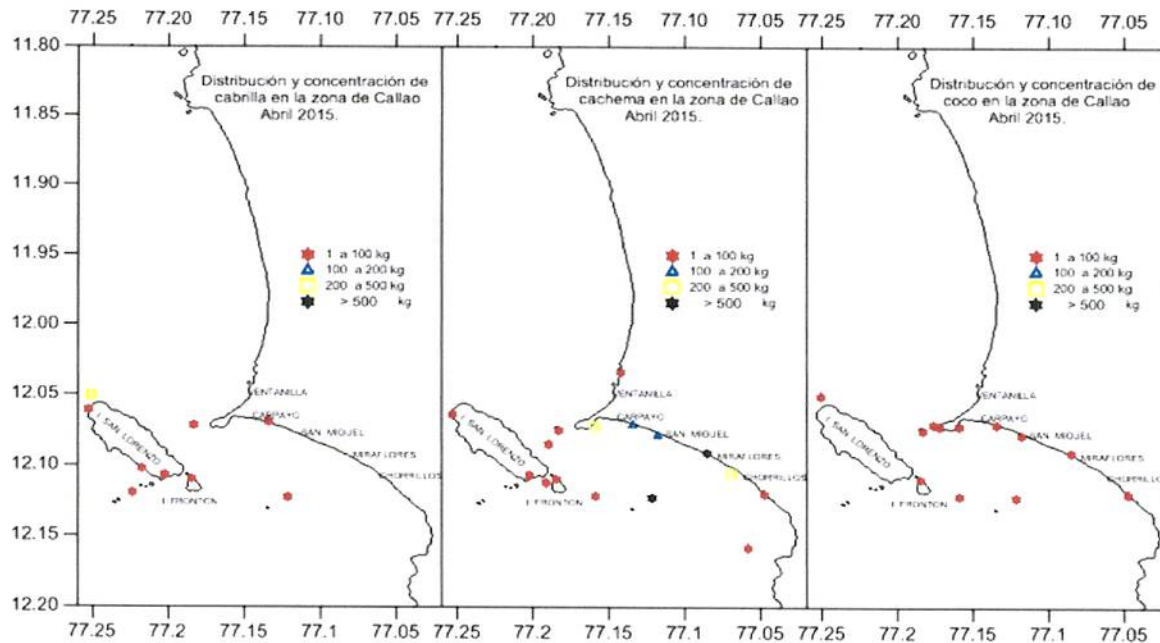 77.25 77.20 77.15 77.10 77.05 77.25 77.20 77.15 77.10 77.05 77.25 77.20 77.15 77.10 77.05
11.80
11.85
11.90
11.95
12.00
12.05
12.10
12.15
12.20
Distribución y concentración de
cabrilla en la zona de Callao
Abril 2015.
1 a 100 kg
100 a 200 kg
200 a 500 kg
> 500 kg
VENTANILLA
CARPAYO
SAN MIGUEL
MIRAFLORES
CHORRILLOS
I. SAN LORENZO
I.FRONTON
Distribución y concentración de
cachema en la zona de Callao
Abril 2015.
1 a 100 kg
100 a 200 kg
200 a 500 kg
> 500 kg
VENTANILLA
CARPAYO
SAN MIGUEL
MIRAFLORES
CHORRILLOS
I. SAN LORENZO
I.FRONTON
Distribución y concentración de
coco en la zona de Callao
Abril 2015.
1 a 100 kg
100 a 200 kg
200 a 500 kg
> 500 kg
VENTANILLA
CARPAYO
SAN MIGUEL
MIRAFLORES
CHORRILLOS
I. SAN LORENZO
I.FRONTON
77.25 77.2 77.15 77.10 77.05 77.25 77.2 77.15 77.10 77.05 77.25 77.2 77.15 77.10 77.05